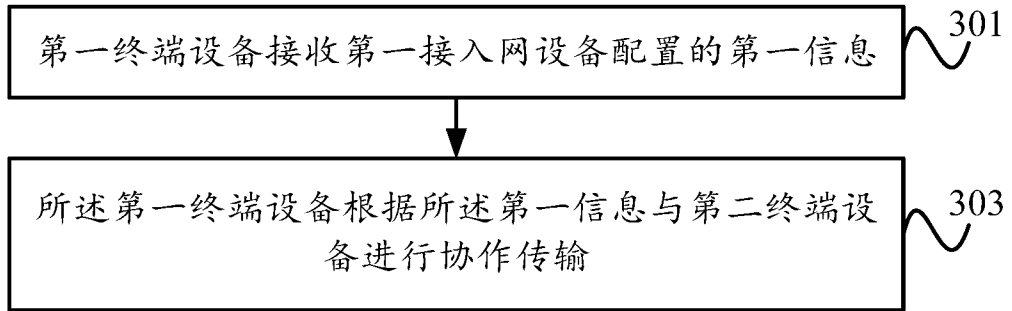 第一终端设备接收第一接入网设备配置的第一信息
301
所述第一终端设备根据所述第一信息与第二终端设
备进行协作传输
303